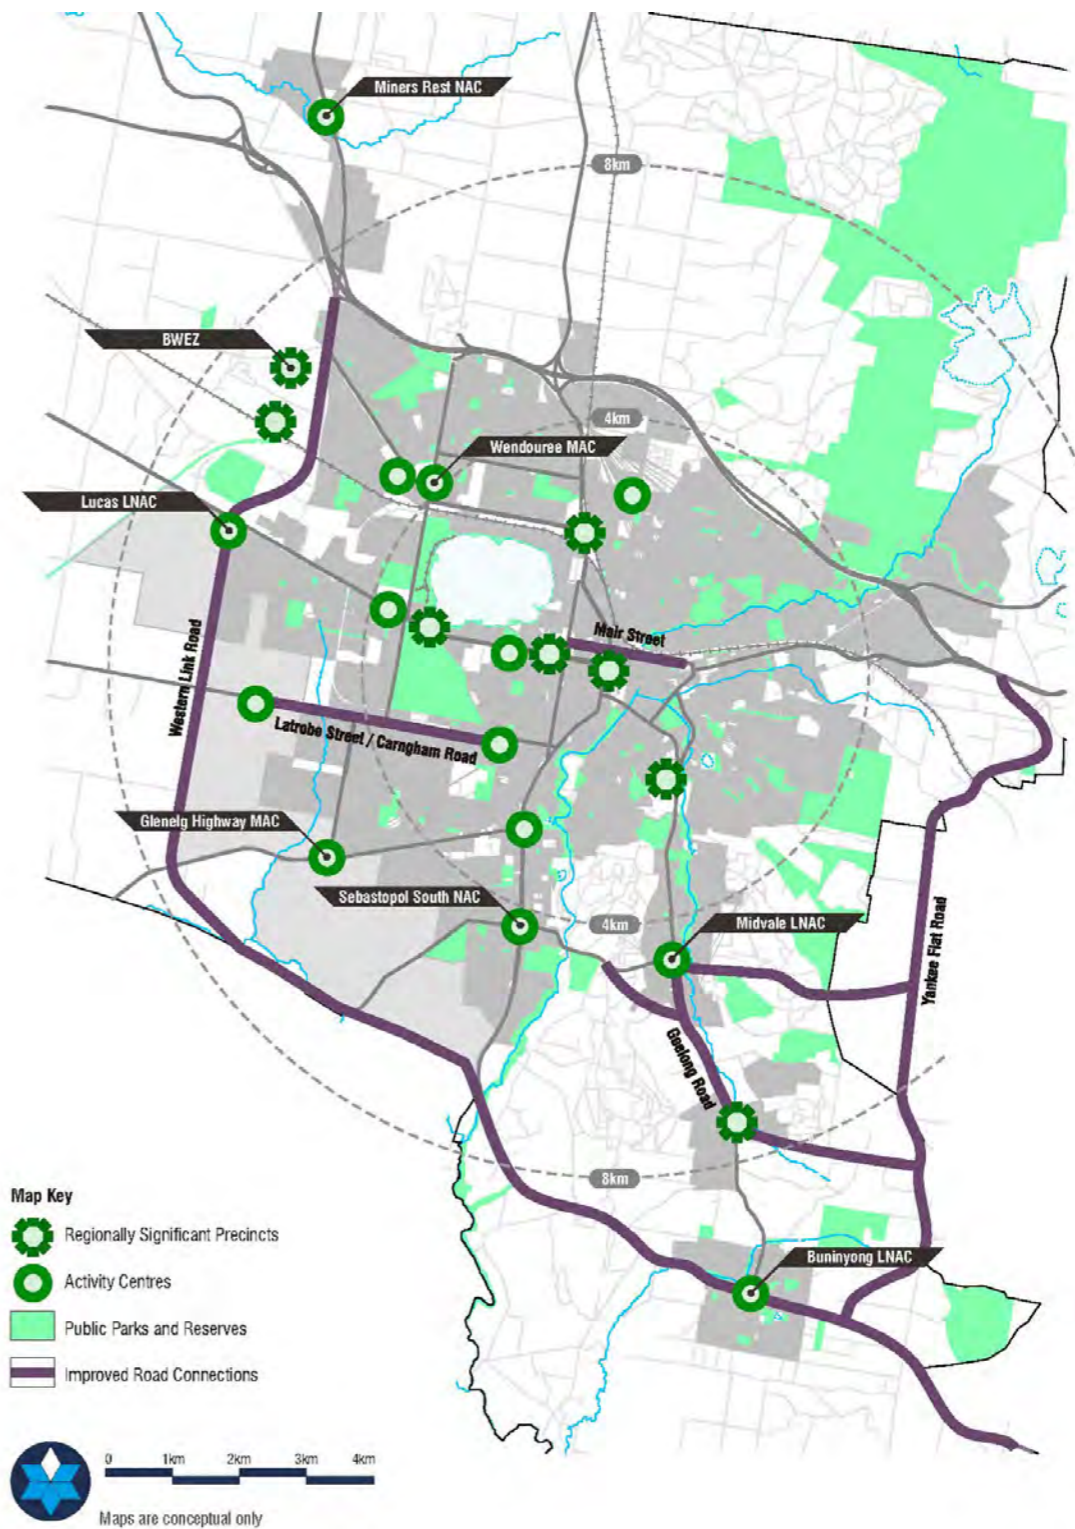 Miners Rest NAC
8km
BWEZ
4km
Wendouree MAC
Lucas LNAC
Mair Street
Western Link Road
Latrobe Street / Carngham Road
Glenelg Highway MAC
Sebastopol South NAC
4km
Midvale LNAC
Yankee Flat Road
Geelong Road
8km
Buninyong LNAC
Map Key
Regionally Significant Precincts
Activity Centres
Public Parks and Reserves
Improved Road Connections
0 1km 2km 3km 4km
Maps are conceptual only